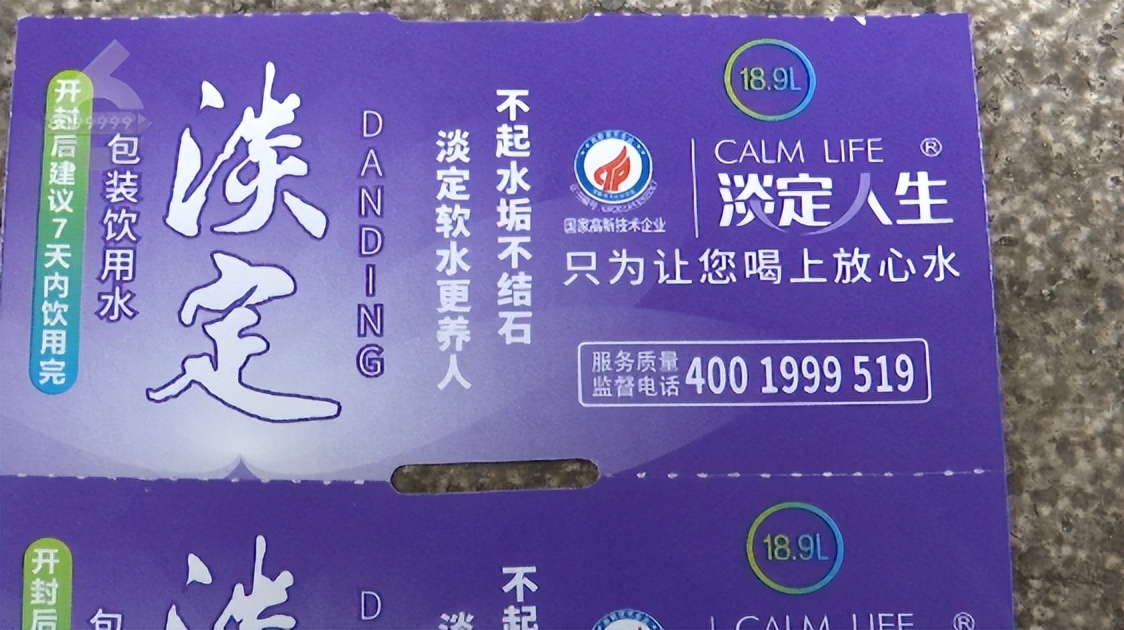 开封后建议7天内饮用完
包装饮用水
淡定
DANDING
淡定软水更养人
不起水垢不结石
18.9L
国家高新技术企业
CALM LIFE ®
淡定人生
只为让您喝上放心水
服务质量
监督电话
400 1999 519
开封后
包
淡
D
淡
不起
18.9L
CALM LIFE ®